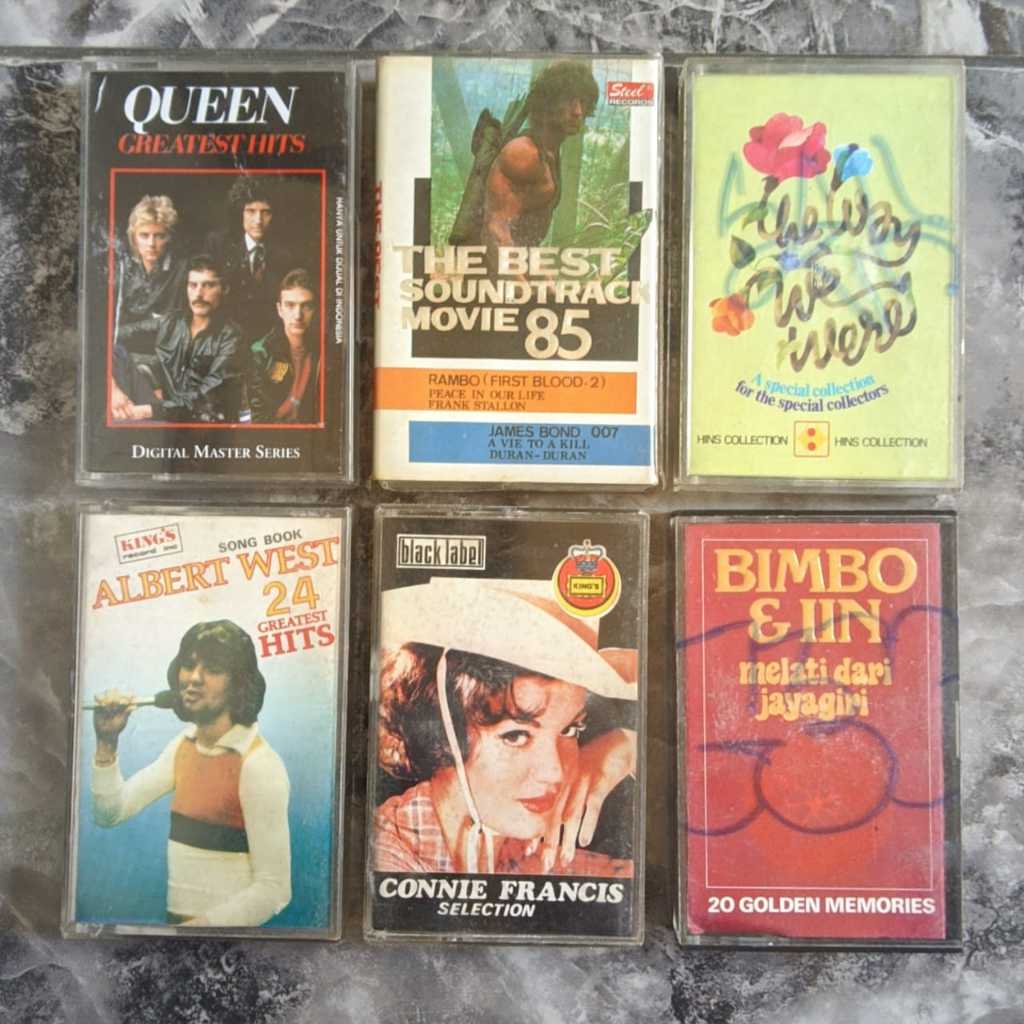 QUEEN
GREATEST HITS
HANYA UNTUK DIJUAL DI INDONESIA
DIGITAL MASTER SERIES
Steel
RECORDS
THE BEST
SOUNDTRACK
MOVIE 85
RAMBO (FIRST BLOOD-2)
PEACE IN OUR LIFE
FRANK STALLON
JAMES BOND 007
A VIE TO A KILL
DURAN-DURAN
the way
we
were
A special collection
for the special collectors
HINS COLLECTION HINS COLLECTION
KING'S
record inc
SONG BOOK
ALBERT WEST
24
GREATEST
HITS
black label
KING'S
CONNIE FRANCIS
SELECTION
BIMBO
& IIN
melati dari
jayagiri
20 GOLDEN MEMORIES